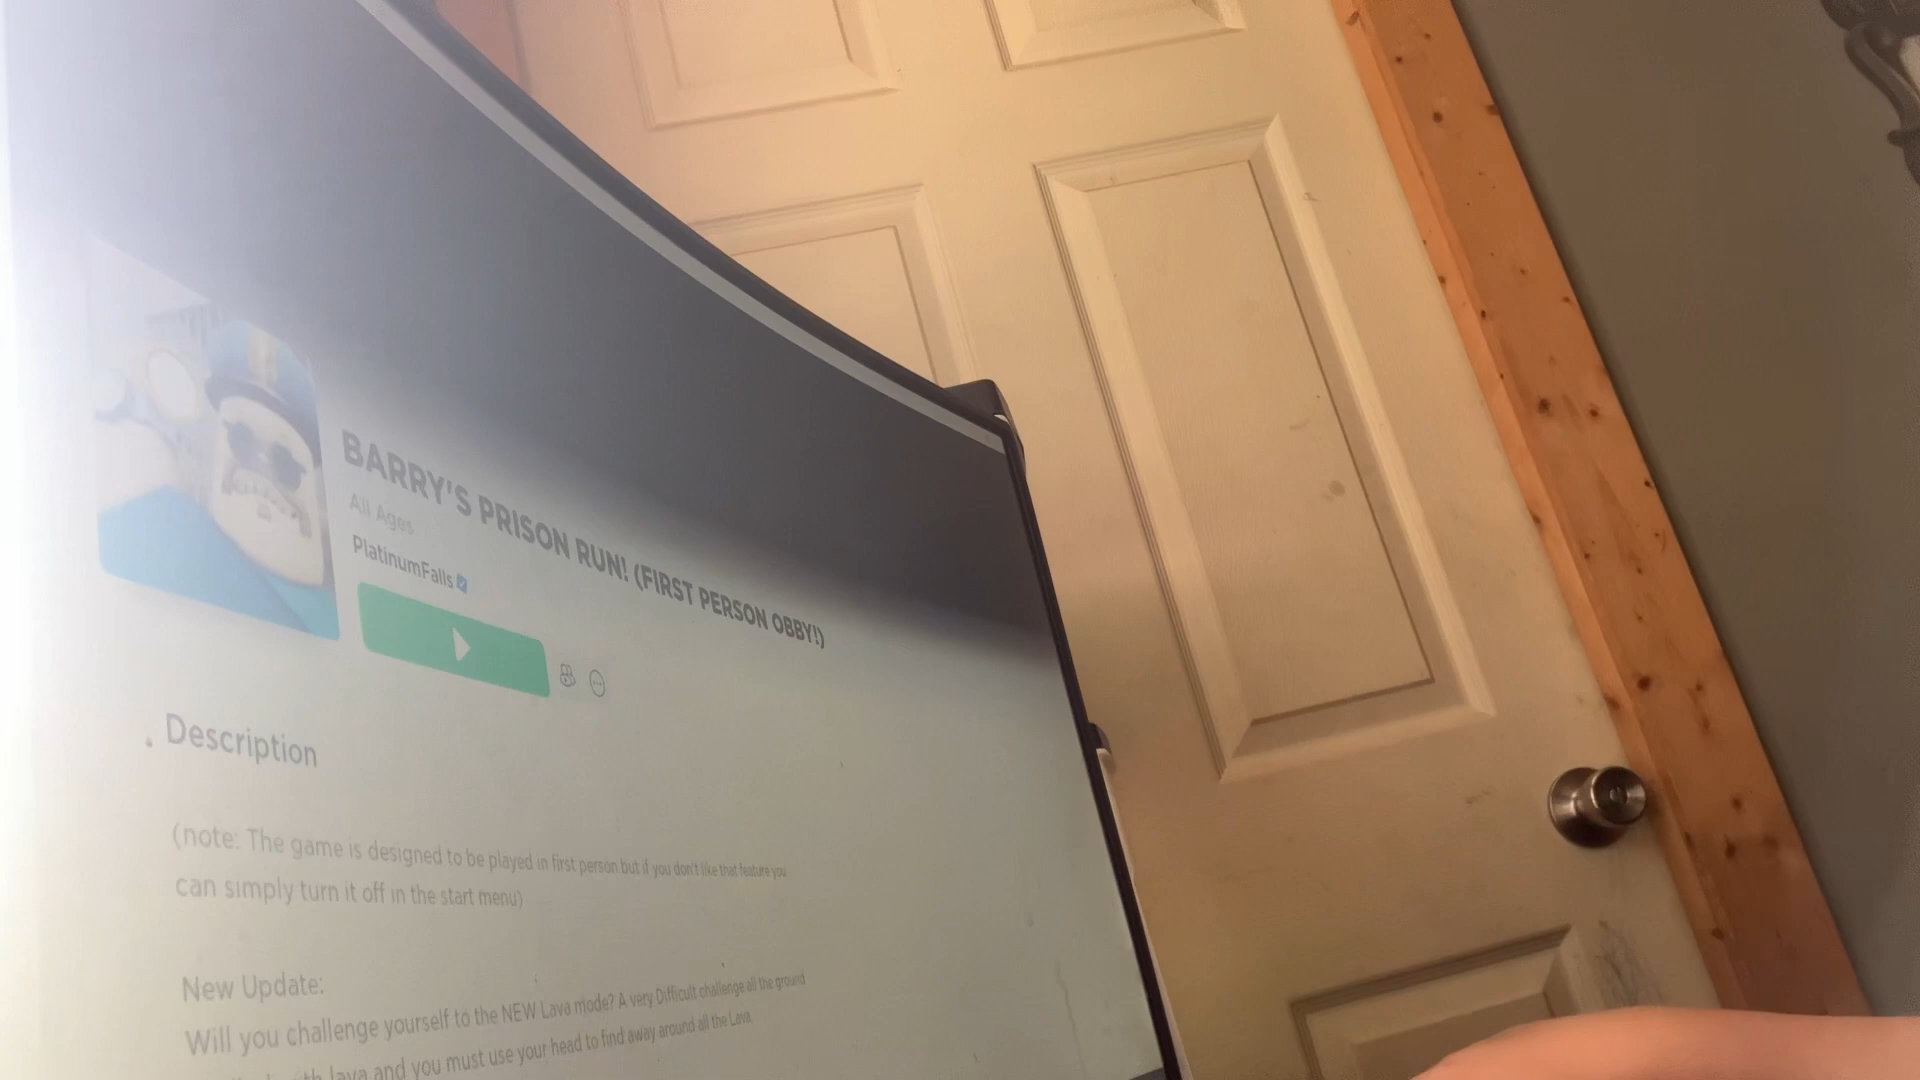 BARRY'S PRISON RUN! (FIRST PERSON OBBY!)
All Ages
PlatinumFalls
Description
(note: The game is designed to be played in first person but if you don't like that feature you
can simply turn it off in the start menu)
New Update:
Will you challenge yourself to the NEW Lava mode? A very Difficult challenge all the ground
lava and you must use your head to find away around all the Lava